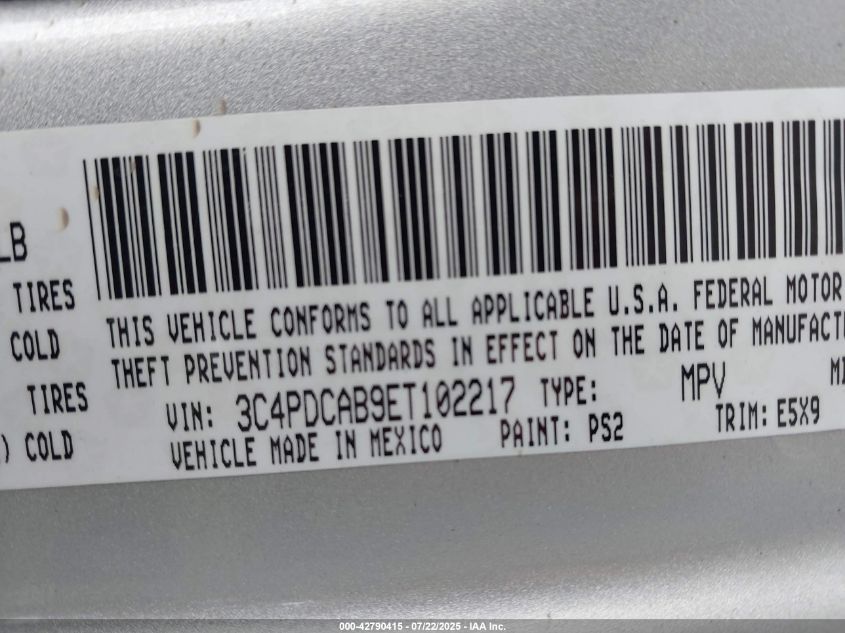 LB
TIRES
COLD
TIRES
) COLD
THIS VEHICLE CONFORMS TO ALL APPLICABLE U.S.A. FEDERAL MOTOR
THEFT PREVENTION STANDARDS IN EFFECT ON THE DATE OF MANUFACT
VIN: 3C4PDCAB9ET102217 TYPE: MPV
VEHICLE MADE IN MEXICO PAINT: PS2 TRIM: E5X9
000-42790415 - 07/22/2025 - IAA Inc.